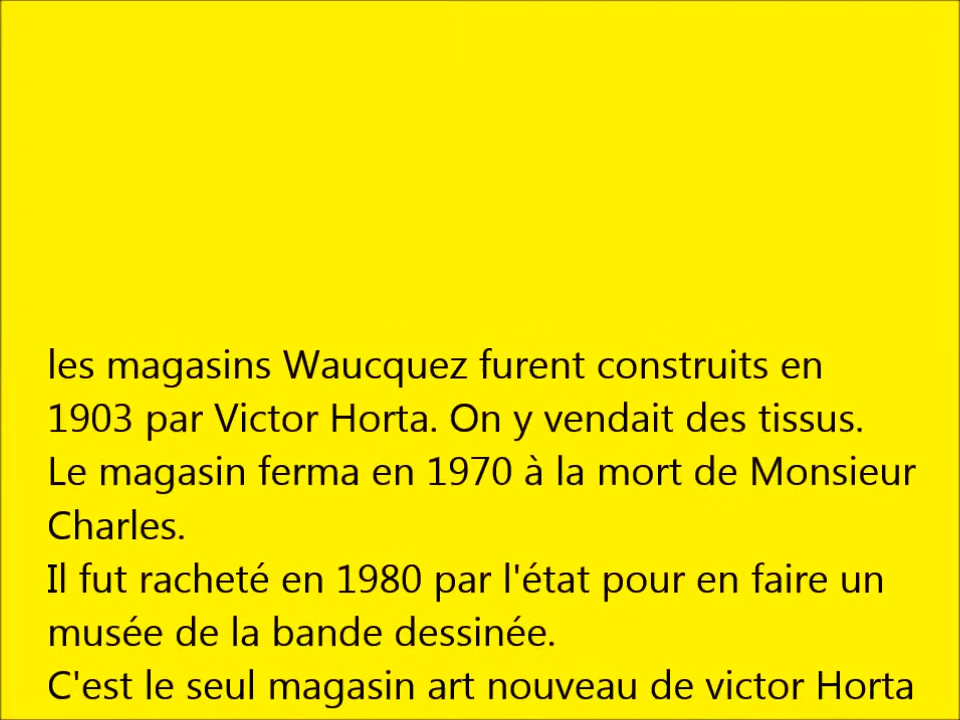 les magasins Waucquez furent construits en
1903 par Victor Horta. On y vendait des tissus.
Le magasin ferma en 1970 à la mort de Monsieur
Charles.
Il fut racheté en 1980 par l'état pour en faire un
musée de la bande dessinée.
C'est le seul magasin art nouveau de victor Horta